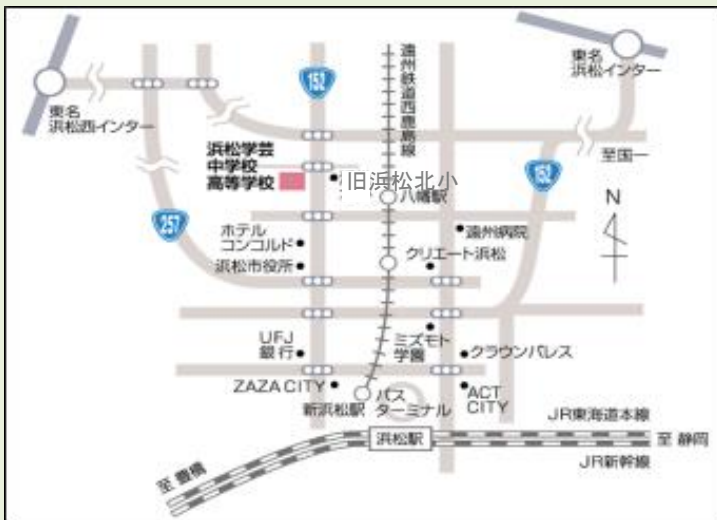 東名
浜松西インター
152
遠州鉄道西鹿島線
東名
浜松インター
至国一
浜松学芸
中学校
高等学校
旧浜松北小
八幡駅
152
N
257
ホテル
コンコルド
浜松市役所
遠州病院
クリエート浜松
UFJ
銀行
ミズモト
学園
クラウンパレス
ZAZA CITY
新浜松駅
バス
ターミナル
ACT
CITY
JR東海道本線
浜松駅
至 静岡
JR新幹線
至 豊橋